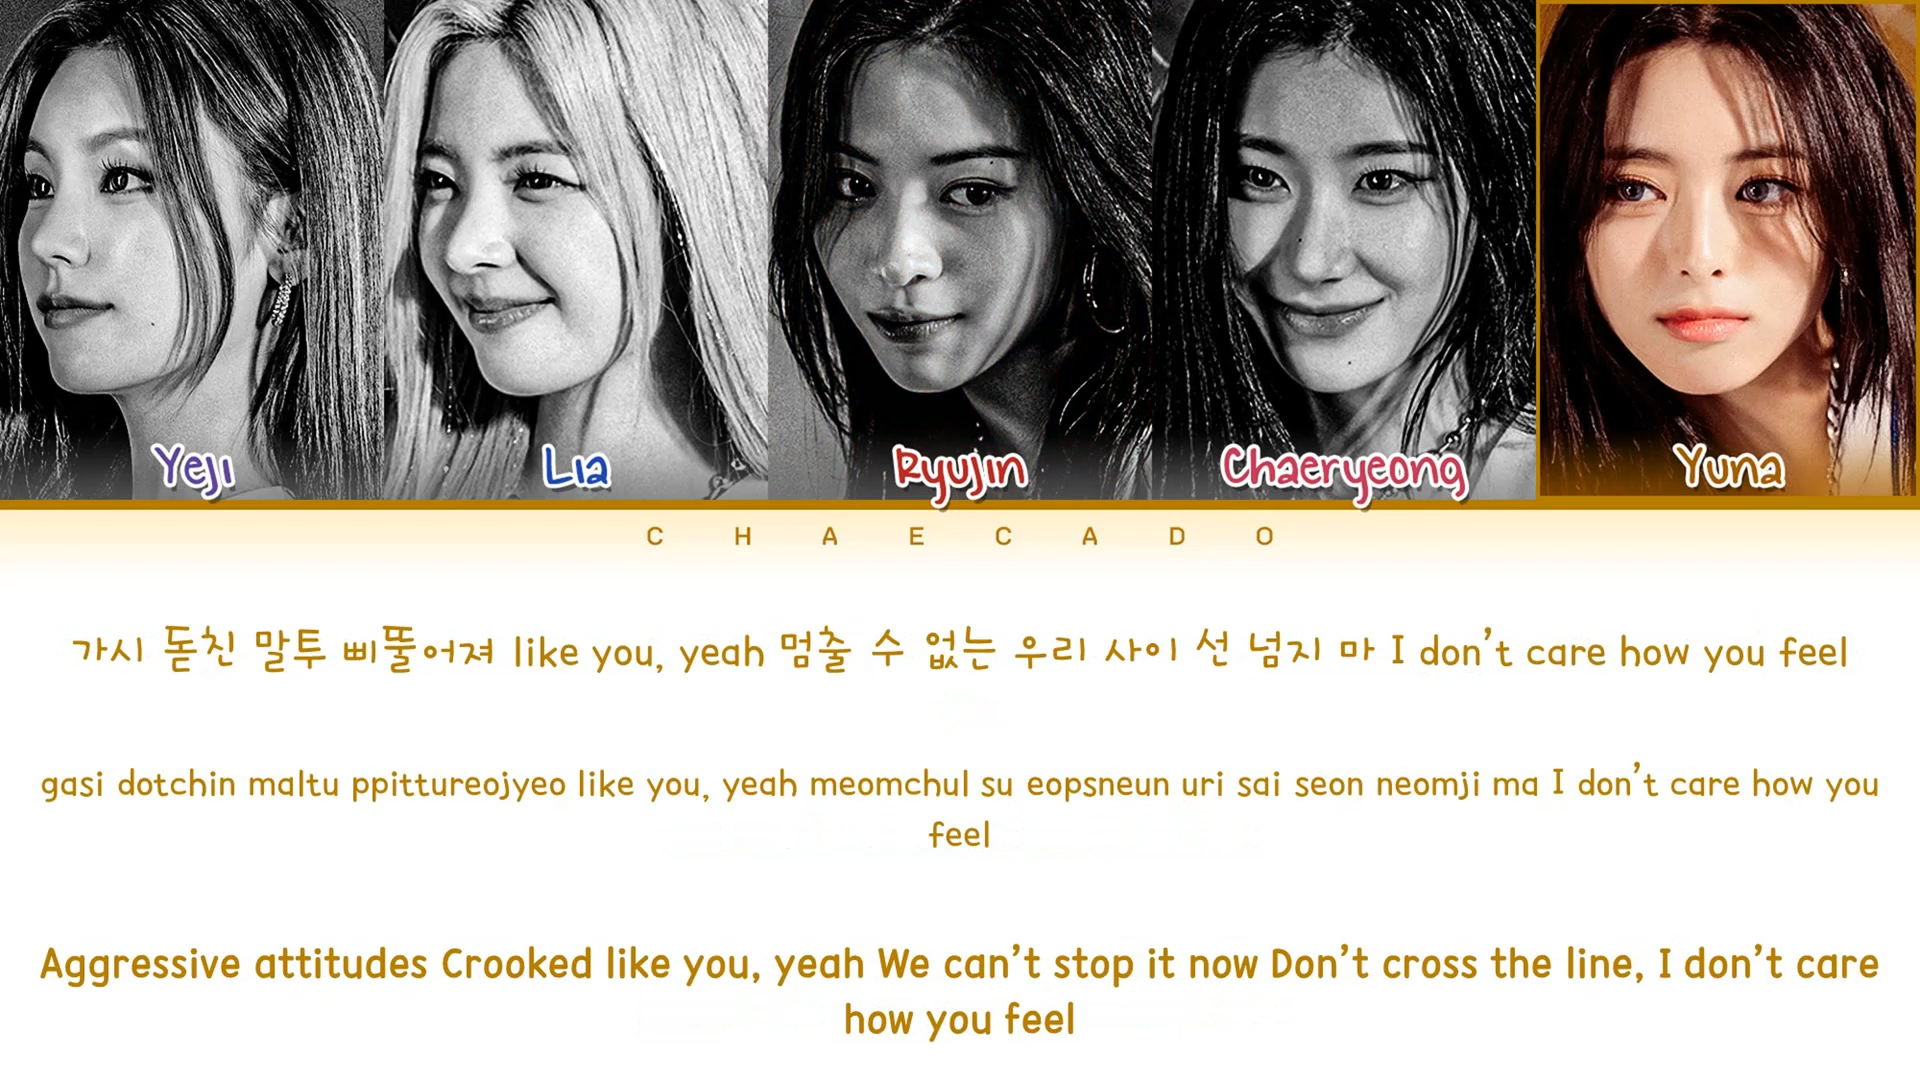 Yeji Lia Ryujin Chaeryeong Yuna
CHAECADO
가시 돋친 말투 삐뚤어져 like you, yeah 멈출 수 없는 우리 사이 선 넘지 마 I don't care how you feel
gasi dotchin maltu ppittureojyeo like you, yeah meomchul su eopsneun uri sai seon neomji ma I don't care how you
feel
Aggressive attitudes Crooked like you, yeah We can't stop it now Don't cross the line, I don't care
how you feel